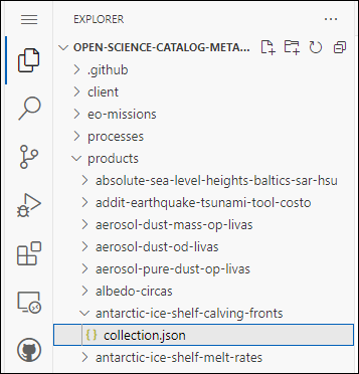 EXPLORER
OPEN-SCIENCE-CATALOG-META...
.github
client
eo-missions
processes
products
absolute-sea-level-heights-baltics-sar-hsu
addit-earthquake-tsunami-tool-costo
aerosol-dust-mass-op-livas
aerosol-dust-od-livas
aerosol-pure-dust-op-livas
albedo-circas
antarctic-ice-shelf-calving-fronts
{} collection.json
antarctic-ice-shelf-melt-rates